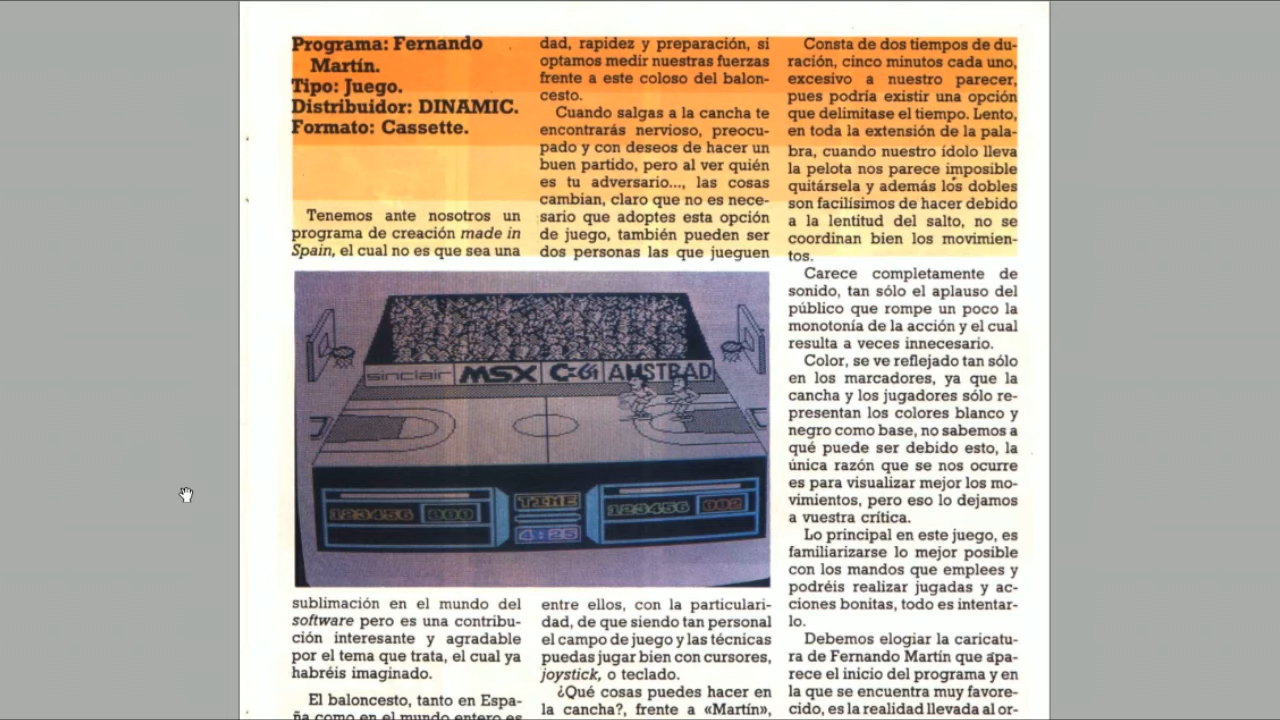 Programa: Fernando
Martín.
Tipo: Juego.
Distribuidor: DINAMIC.
Formato: Cassette.
Tenemos ante nosotros un
programa de creación made in
Spain, el cual no es que sea una
sinclair MSX C-64 AMSTRAD
TIME
123456 000
123456 002
4:25
sublimación en el mundo del
software pero es una contribu-
ción interesante y agradable
por el tema que trata, el cual ya
habréis imaginado.
El baloncesto, tanto en Espa-
ña como en el mundo entero es
dad, rapidez y preparación, si
optamos medir nuestras fuerzas
frente a este coloso del balon-
cesto.
Cuando salgas a la cancha te
encontrarás nervioso, preocu-
pado y con deseos de hacer un
buen partido, pero al ver quién
es tu adversario..., las cosas
cambian, claro que no es nece-
sario que adoptes esta opción
de juego, también pueden ser
dos personas las que jueguen
entre ellos, con la particulari-
dad, de que siendo tan personal
el campo de juego y las técnicas
puedas jugar bien con cursores,
joystick, o teclado.
¿Qué cosas puedes hacer en
la cancha?, frente a «Martín»,
Consta de dos tiempos de du-
ración, cinco minutos cada uno,
excesivo a nuestro parecer,
pues podría existir una opción
que delimitase el tiempo. Lento,
en toda la extensión de la pala-
bra, cuando nuestro ídolo lleva
la pelota nos parece imposible
quitársela y además los dobles
son facilísimos de hacer debido
a la lentitud del salto, no se
coordinan bien los movimien-
tos.
Carece completamente de
sonido, tan sólo el aplauso del
público que rompe un poco la
monotonía de la acción y el cual
resulta a veces innecesario.
Color, se ve reflejado tan sólo
en los marcadores, ya que la
cancha y los jugadores sólo re-
presentan los colores blanco y
negro como base, no sabemos a
qué puede ser debido esto, la
única razón que se nos ocurre
es para visualizar mejor los mo-
vimientos, pero eso lo dejamos
a vuestra crítica.
Lo principal en este juego, es
familiarizarse lo mejor posible
con los mandos que emplees y
podréis realizar jugadas y ac-
ciones bonitas, todo es intentar-
lo.
Debemos elogiar la caricatu-
ra de Fernando Martín que apa-
rece el inicio del programa y en
la que se encuentra muy favore-
cido, es la realidad llevada al or-